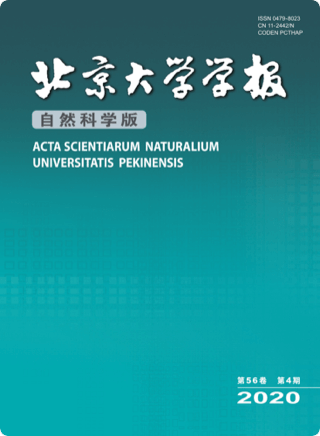 ISSN 0479-8023
CN 11-2442/N
CODEN PCTHAP
北京大学学报
自然科学版
ACTA SCIENTIARUM NATURALIUM
UNIVERSITATIS PEKINENSIS
第56卷 第4期
2020